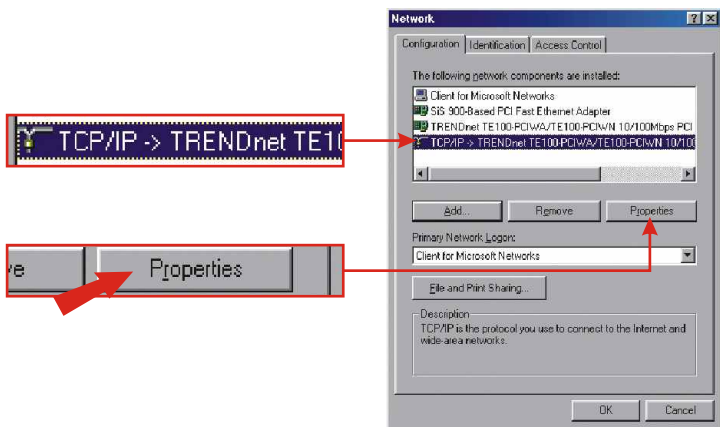 Network
Configuration Identification Access Control
The following network components are installed:
Client for Microsoft Networks
SiS 900-Based PCI Fast Ethernet Adapter
TRENDnet TE100-PCIWA/TE100-PCIWN 10/100Mbps PCI
TCP/IP -> TRENDnet TE100-PCIWA/TE100-PCIWN 10/100
TCP/IP -> TRENDnet TE10
Add... Remove Properties
Primary Network Logon:
Client for Microsoft Networks
ve Properties
File and Print Sharing...
Description
TCP/IP is the protocol you use to connect to the Internet and
wide-area networks.
OK Cancel